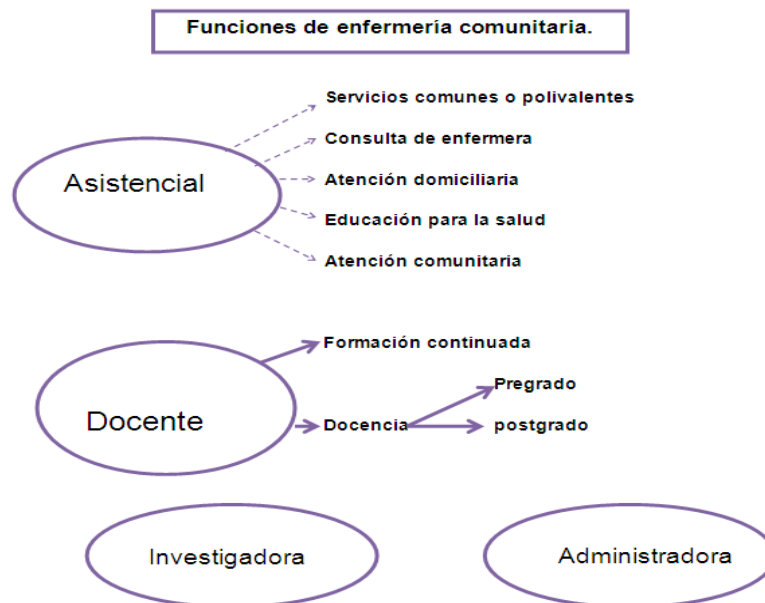 Funciones de enfermería comunitaria.
Servicios comunes o polivalentes
Consulta de enfermera
Asistencial
Atención domiciliaria
Educación para la salud
Atención comunitaria
Formación continuada
Pregrado
Docente
Docencia
postgrado
Investigadora
Administradora